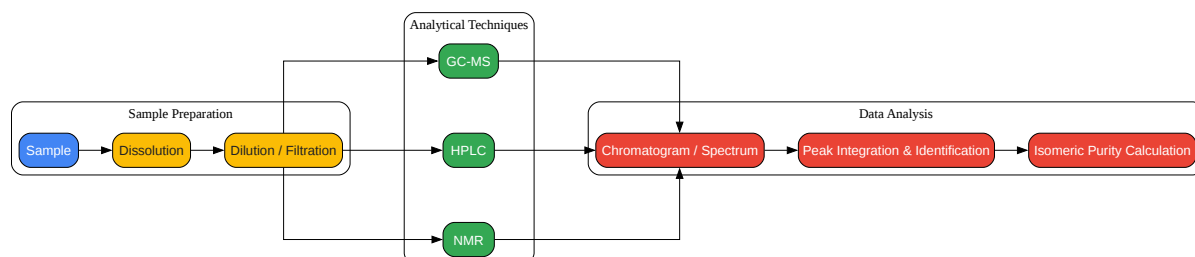 Sample Preparation
Sample
Dissolution
Dilution / Filtration
Analytical Techniques
GC-MS
HPLC
NMR
Data Analysis
Chromatogram / Spectrum
Peak Integration & Identification
Isomeric Purity Calculation